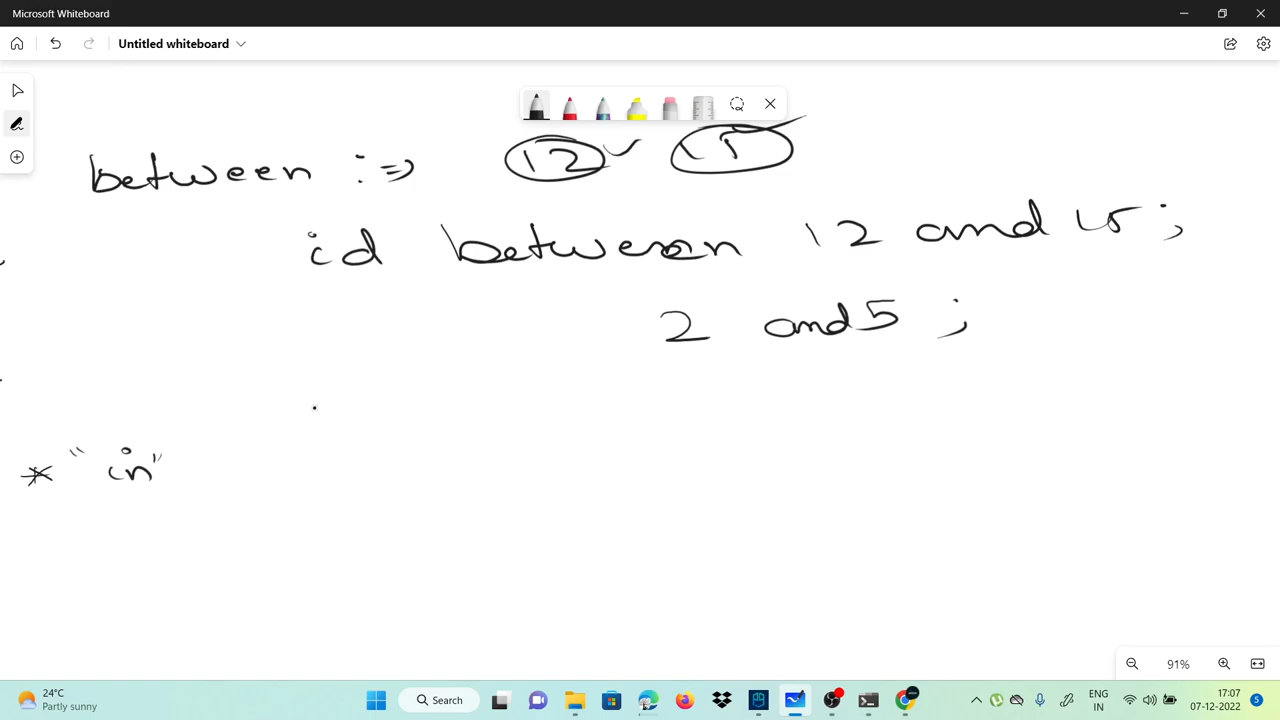 Microsoft Whiteboard
Untitled whiteboard
between :⇒ 12 ✓ 15
id between 12 and 15 ;
2 and 5 ;
* "in"
91%
24°C
Partly sunny
Search
ENG
IN
17:07
07-12-2022
5